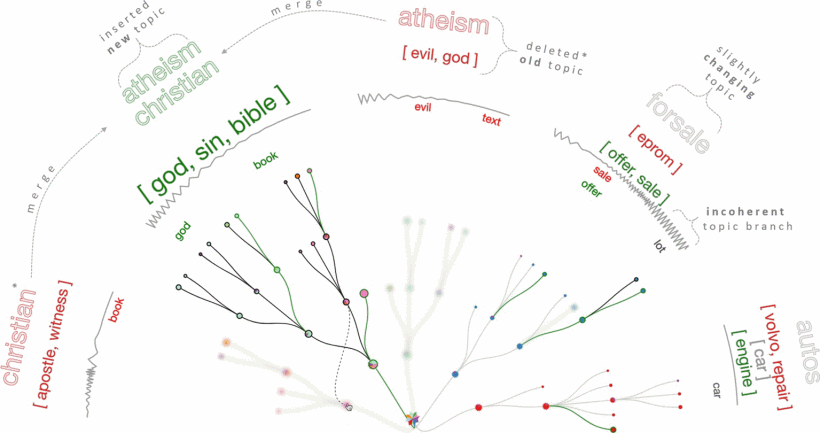 inserted
new topic
merge
atheism
christian
atheism
[ evil, god ]
deleted*
old topic
evil
text
slightly
changing
topic
forsale
[ eprom ]
[ offer, sale ]
sale
offer
incoherent
topic branch
lot
[ god, sin, bible ]
book
god
merge
christian*
[ apostle, witness ]
book
autos
[ volvo, repair ]
[ car ]
[ engine ]
car